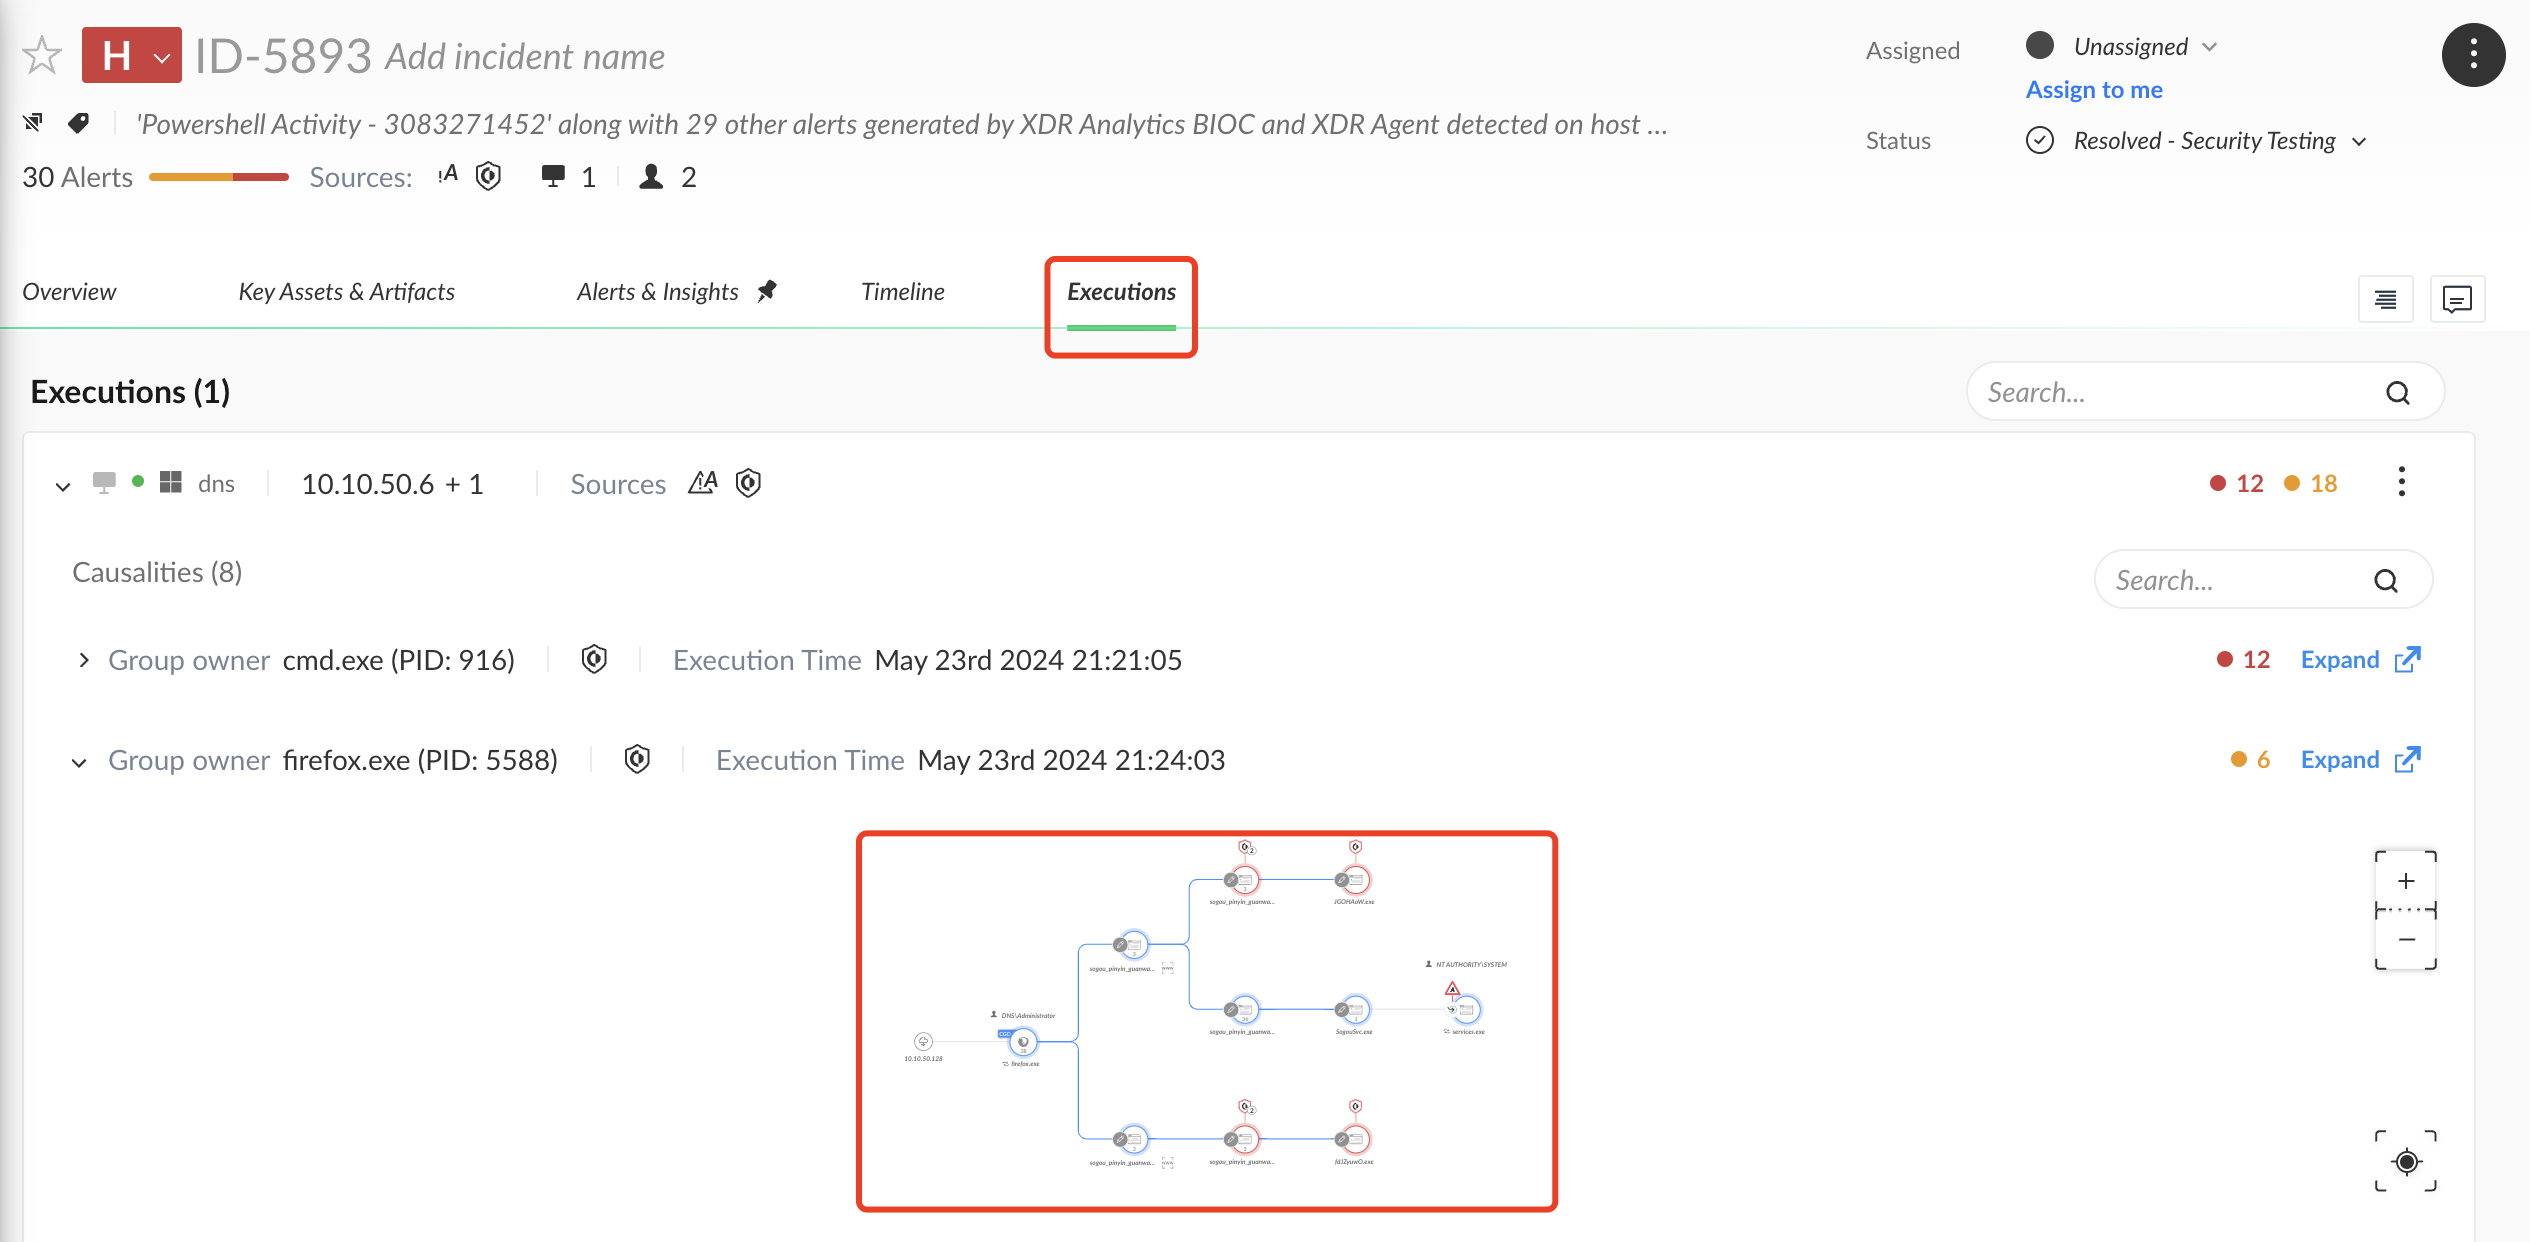 H ID-5893 Add incident name
Assigned Unassigned
Assign to me
'Powershell Activity - 3083271452' along with 29 other alerts generated by XDR Analytics BIOC and XDR Agent detected on host ...
Status Resolved - Security Testing
30 Alerts Sources: !A 1 2
Overview Key Assets & Artifacts Alerts & Insights Timeline Executions
Executions (1) Search...
dns 10.10.50.6 + 1 Sources 12 18
Causalities (8) Search...
Group owner cmd.exe (PID: 916) Execution Time May 23rd 2024 21:21:05 12 Expand
Group owner firefox.exe (PID: 5588) Execution Time May 23rd 2024 21:24:03 6 Expand
2
sogou_pinyin_guanwa... JGOHAoW.exe
sogou_pinyin_guanwa...
NT AUTHORITY\SYSTEM
DNS\Administrator
CGO
sogou_pinyin_guanwa... SogouSvc.exe services.exe
10.10.50.128 firefox.exe
2
sogou_pinyin_guanwa... sogou_pinyin_guanwa... fdJZyuwO.exe